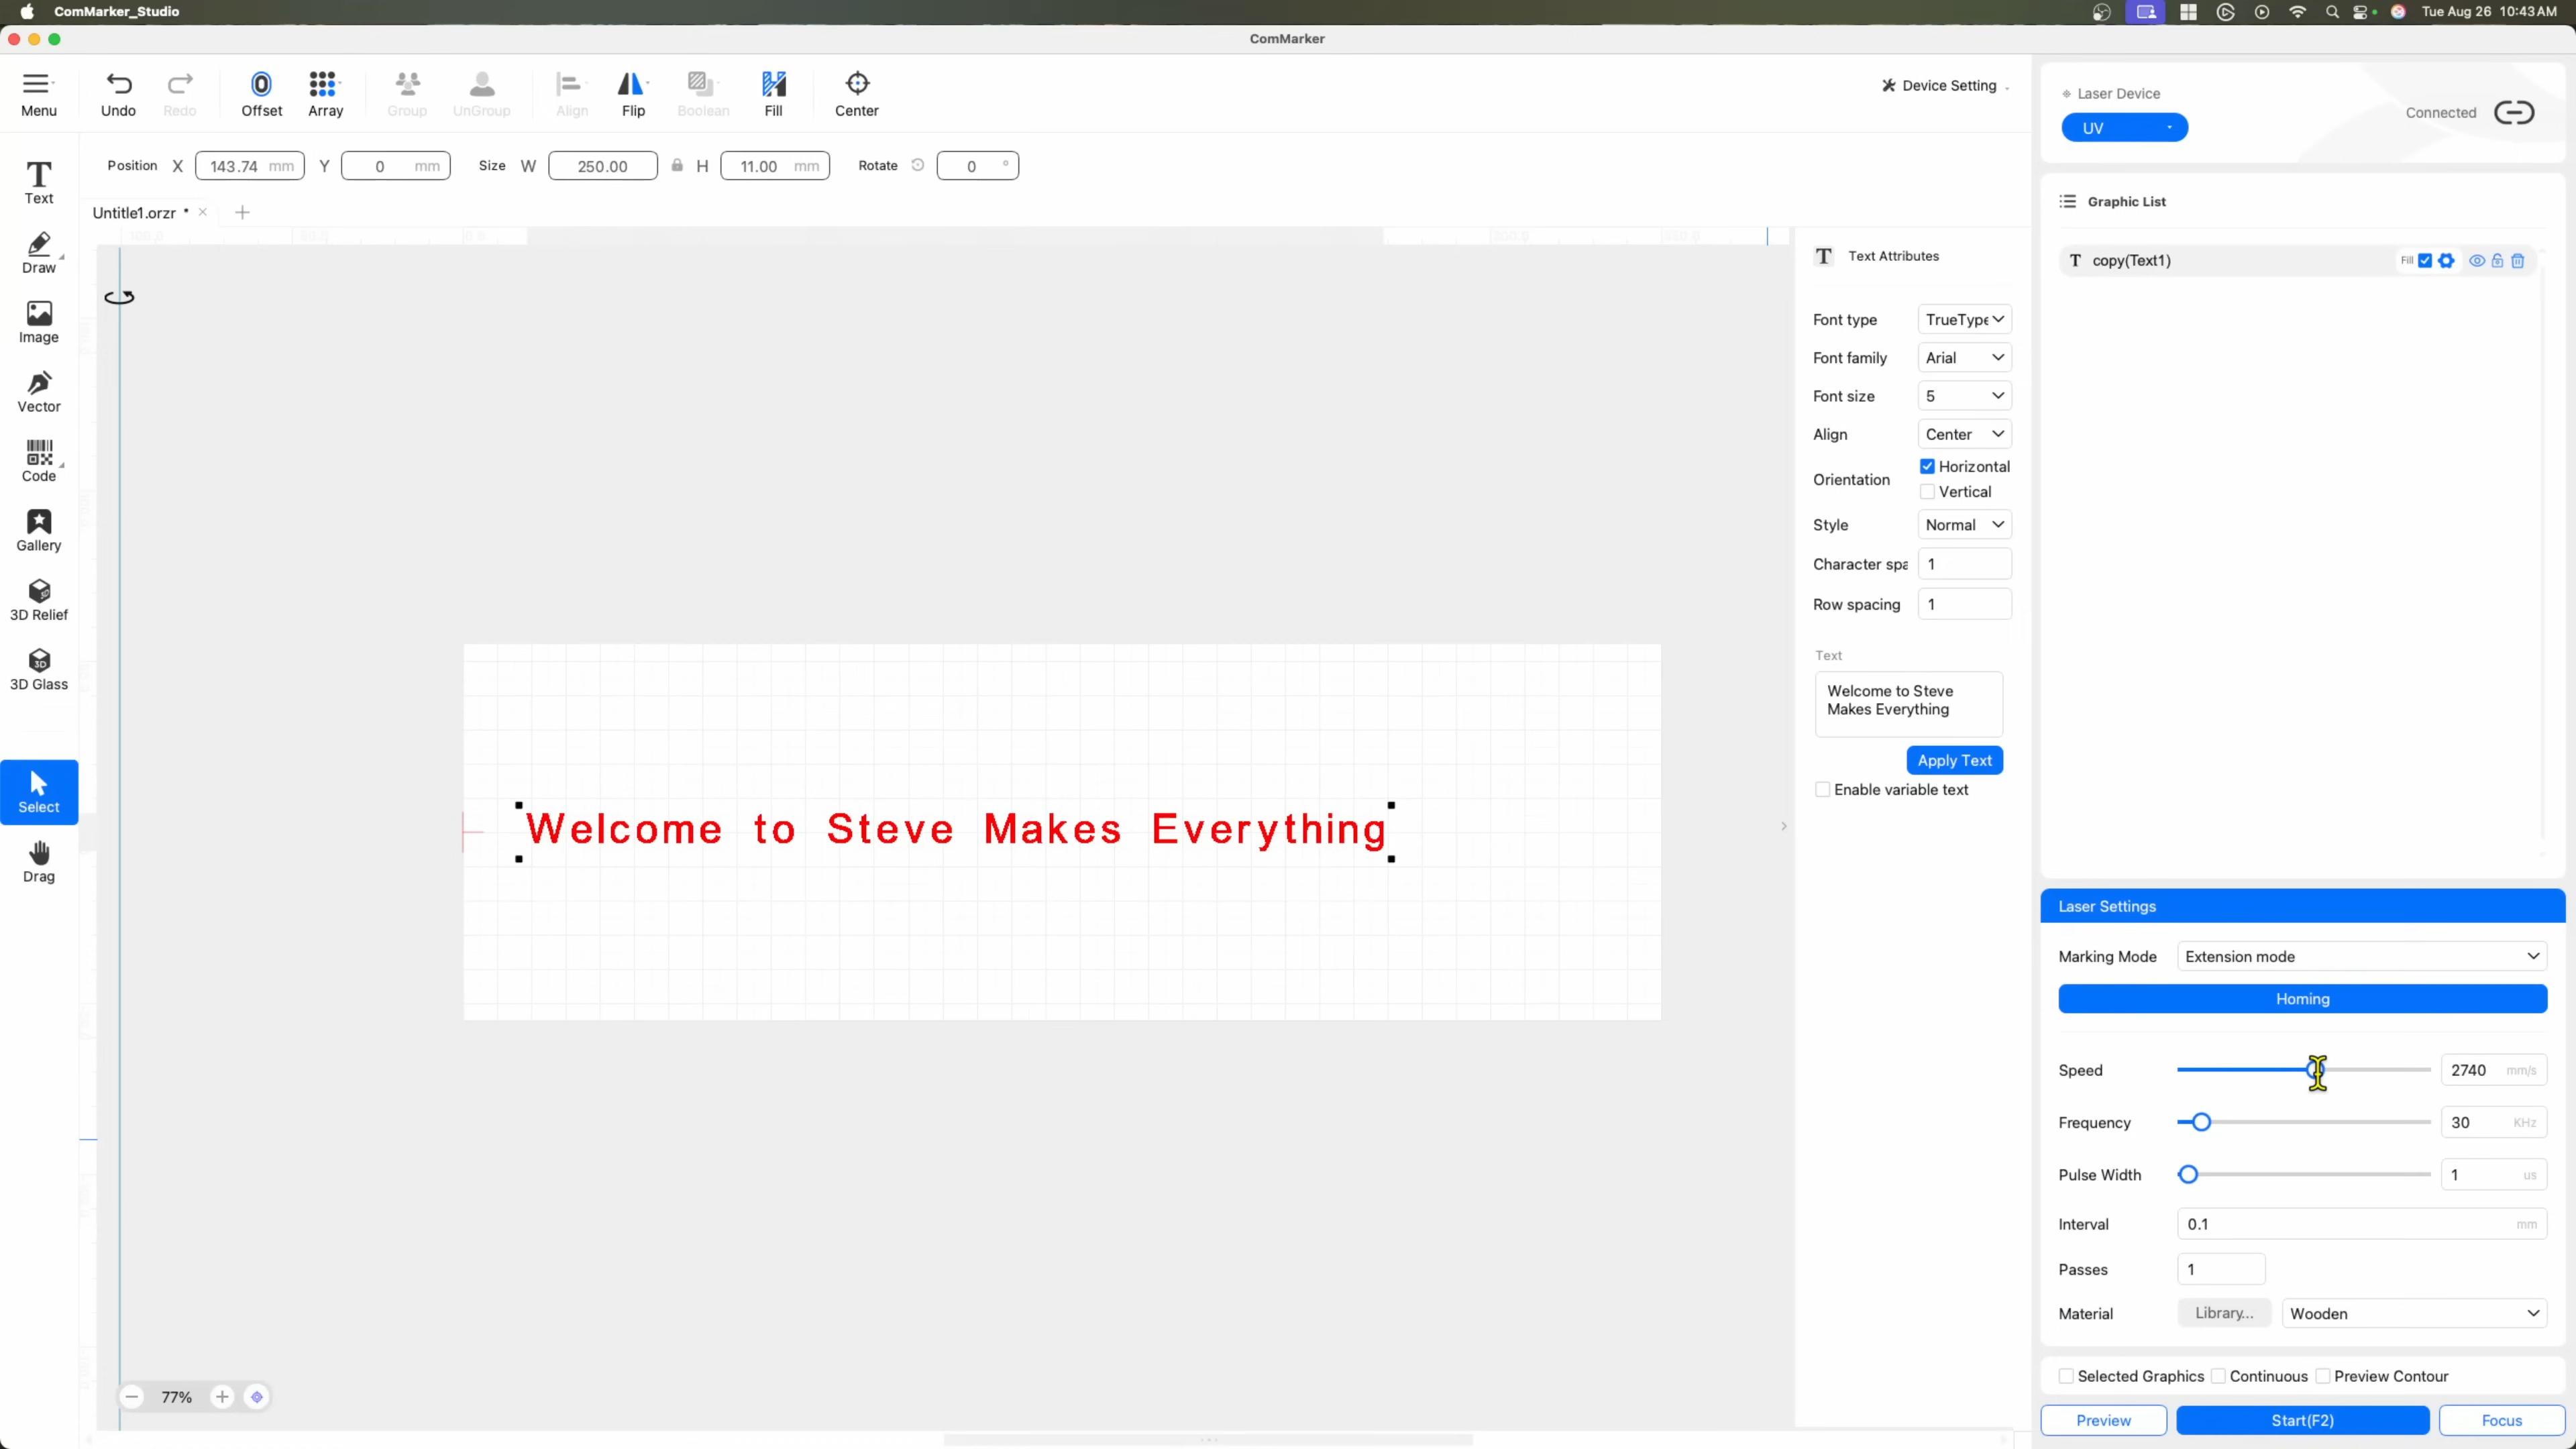 ComMarker_Studio
Tue Aug 26 10:43 AM
ComMarker
Menu
Undo
Redo
Offset
Array
Group
UnGroup
Align
Flip
Boolean
Fill
Center
Device Setting
Position X 143.74 mm Y 0 mm Size W 250.00 H 11.00 mm Rotate 0 °
Untitle1.orzr *
Text
Draw
Image
Vector
Code
Gallery
3D Relief
3D Glass
Select
Drag
Welcome to Steve Makes Everything
77%
Text Attributes
Font type TrueType
Font family Arial
Font size 5
Align Center
Orientation
Horizontal
Vertical
Style Normal
Character spa 1
Row spacing 1
Text
Welcome to Steve
Makes Everything
Apply Text
Enable variable text
Laser Device
UV
Connected
Graphic List
T copy(Text1) Fill
Laser Settings
Marking Mode Extension mode
Homing
Speed 2740 mm/s
Frequency 30 KHz
Pulse Width 1 us
Interval 0.1 mm
Passes 1
Material Library... Wooden
Selected Graphics Continuous Preview Contour
Preview Start(F2) Focus